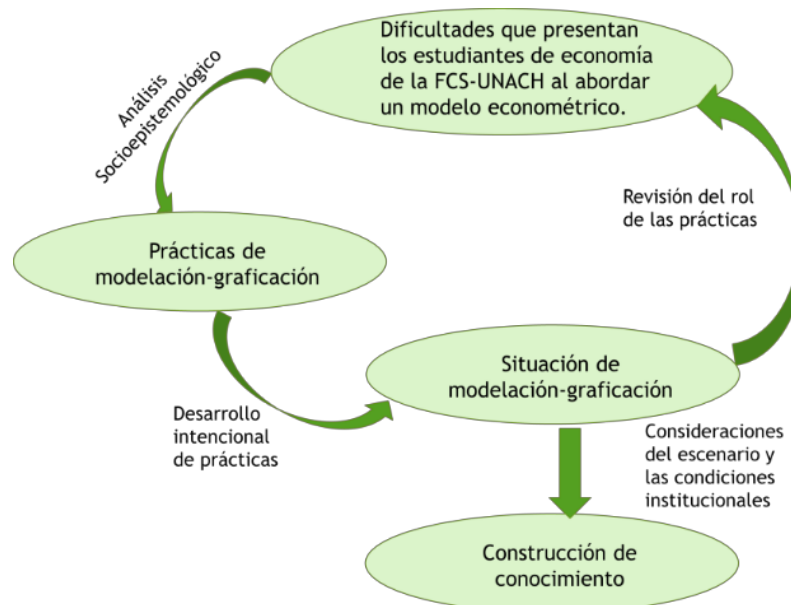 Dificultades que presentan
los estudiantes de economía
de la FCS-UNACH al abordar
un modelo econométrico.
Análisis
Socioepistemológico
Revisión del rol
de las prácticas
Prácticas de
modelación-graficación
Situación de
modelación-graficación
Desarrollo
intencional
de prácticas
Consideraciones
del escenario y
las condiciones
institucionales
Construcción de
conocimiento